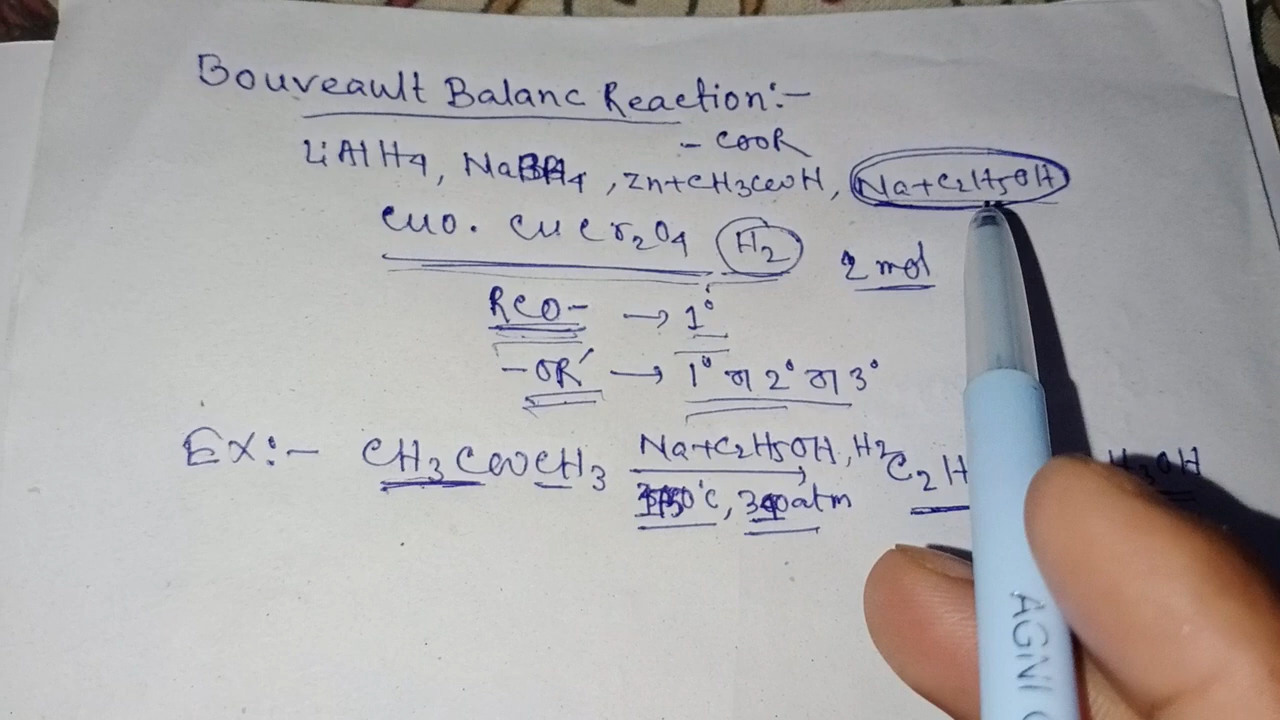 Bouveault Balanc Reaction:-
- COOR
LiAlH4, NaBH4, Zn+CH3COOH, Na+C2H5OH
CuO. CuCr2O4 H2 2 mol
RCO- → 1°
-OR' → 1° वा 2° वा 3°
Ex:- CH3COOCH3 Na+C2H5OH, H2 C2H
, atm
H3OH
AGNI